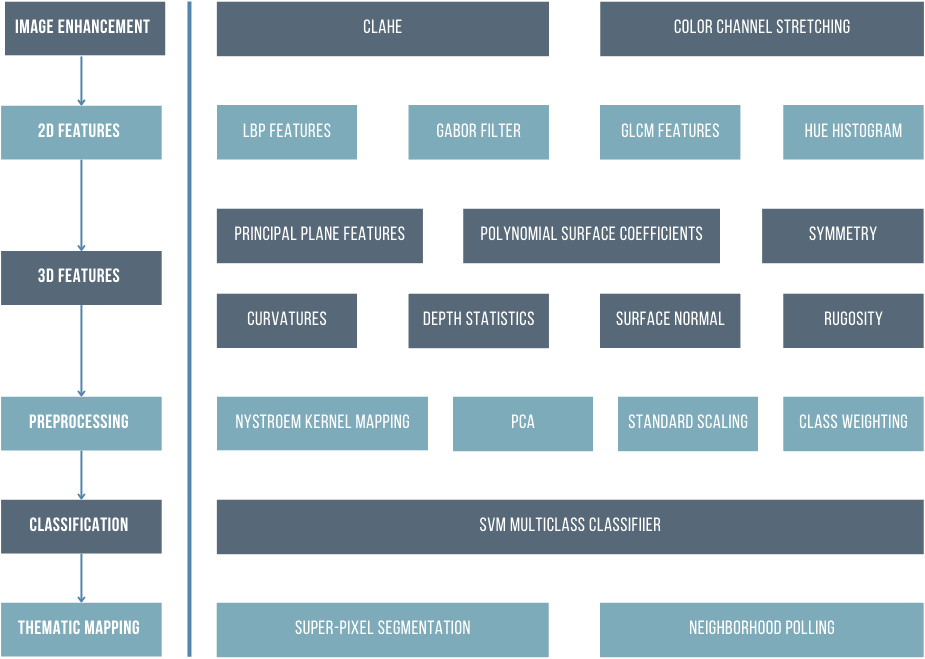 IMAGE ENHANCEMENT
CLAHE
COLOR CHANNEL STRETCHING
2D FEATURES
LBP FEATURES
GABOR FILTER
GLCM FEATURES
HUE HISTOGRAM
3D FEATURES
PRINCIPAL PLANE FEATURES
POLYNOMIAL SURFACE COEFFICIENTS
SYMMETRY
CURVATURES
DEPTH STATISTICS
SURFACE NORMAL
RUGOSITY
PREPROCESSING
NYSTROEM KERNEL MAPPING
PCA
STANDARD SCALING
CLASS WEIGHTING
CLASSIFICATION
SVM MULTICLASS CLASSIFIIER
THEMATIC MAPPING
SUPER-PIXEL SEGMENTATION
NEIGHBORHOOD POLLING